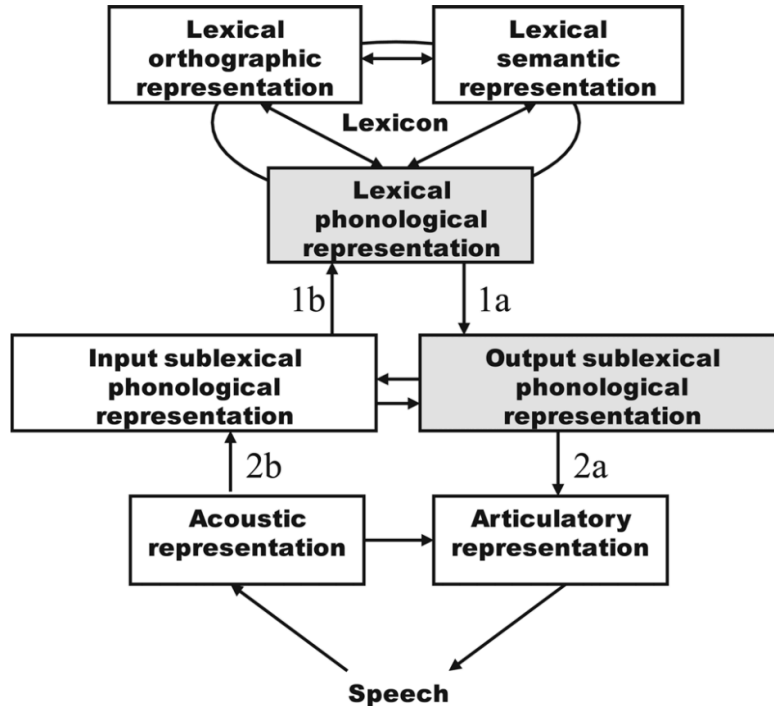 Lexical
orthographic
representation
Lexical
semantic
representation
Lexicon
Lexical
phonological
representation
1b
1a
Input sublexical
phonological
representation
Output sublexical
phonological
representation
2b
2a
Acoustic
representation
Articulatory
representation
Speech